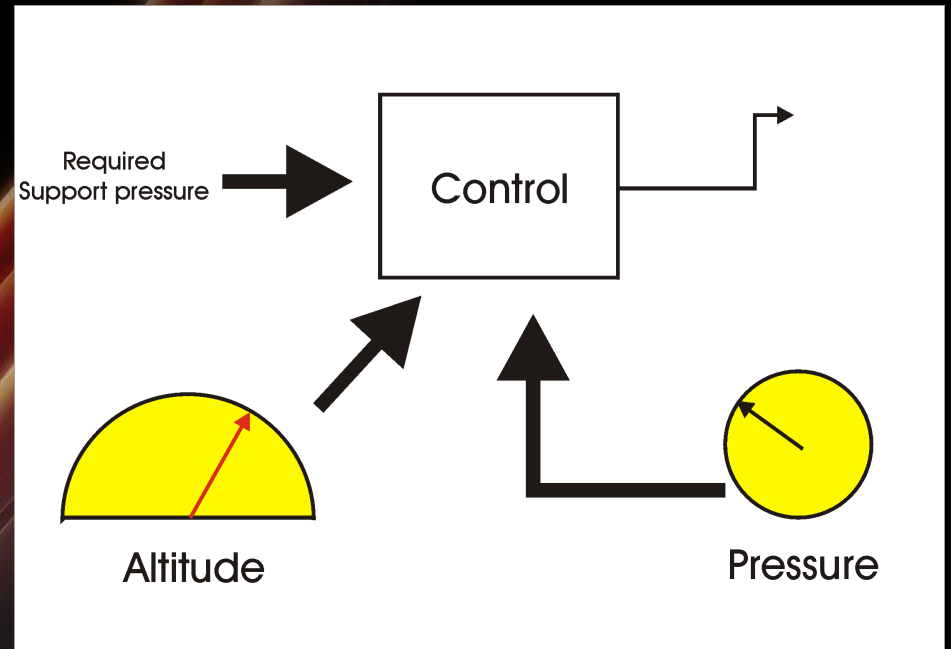 Required
Support pressure
Control
Altitude
Pressure